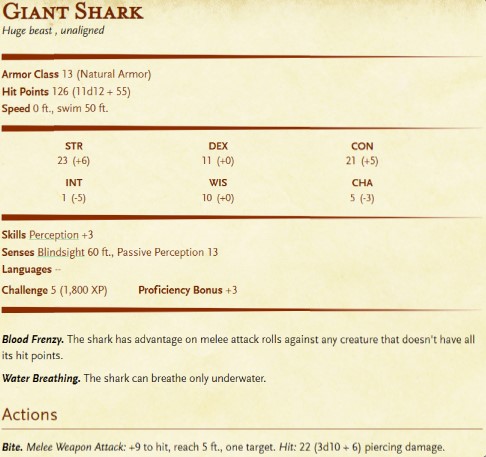 Giant Shark
Huge beast , unaligned
Armor Class 13 (Natural Armor)
Hit Points 126 (11d12 + 55)
Speed 0 ft., swim 50 ft.
STR DEX CON
23 (+6) 11 (+0) 21 (+5)
INT WIS CHA
1 (-5) 10 (+0) 5 (-3)
Skills Perception +3
Senses Blindsight 60 ft., Passive Perception 13
Languages --
Challenge 5 (1,800 XP) Proficiency Bonus +3
Blood Frenzy. The shark has advantage on melee attack rolls against any creature that doesn't have all
its hit points.
Water Breathing. The shark can breathe only underwater.
Actions
Bite. Melee Weapon Attack: +9 to hit, reach 5 ft., one target. Hit: 22 (3d10 + 6) piercing damage.